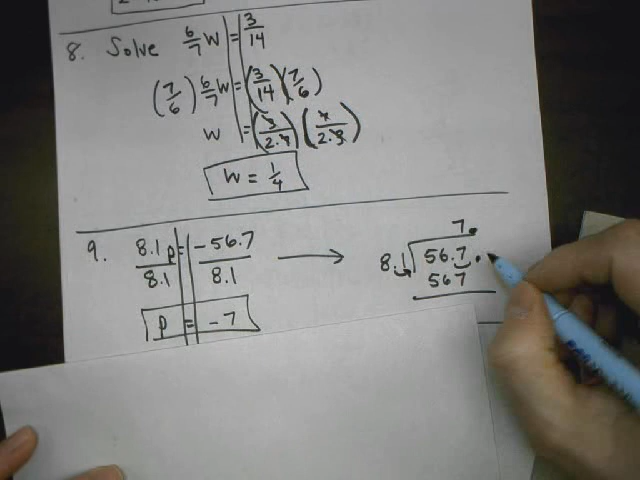 8. Solve 6/7 W = 3/14
(7/6) 6/7 W = (3/14)(7/6)
W = (3/2·7)(7/2·3)
W = 1/4
9. 8.1p/8.1 = -56.7/8.1 → 8.1)56.7.
7.
567
p = -7